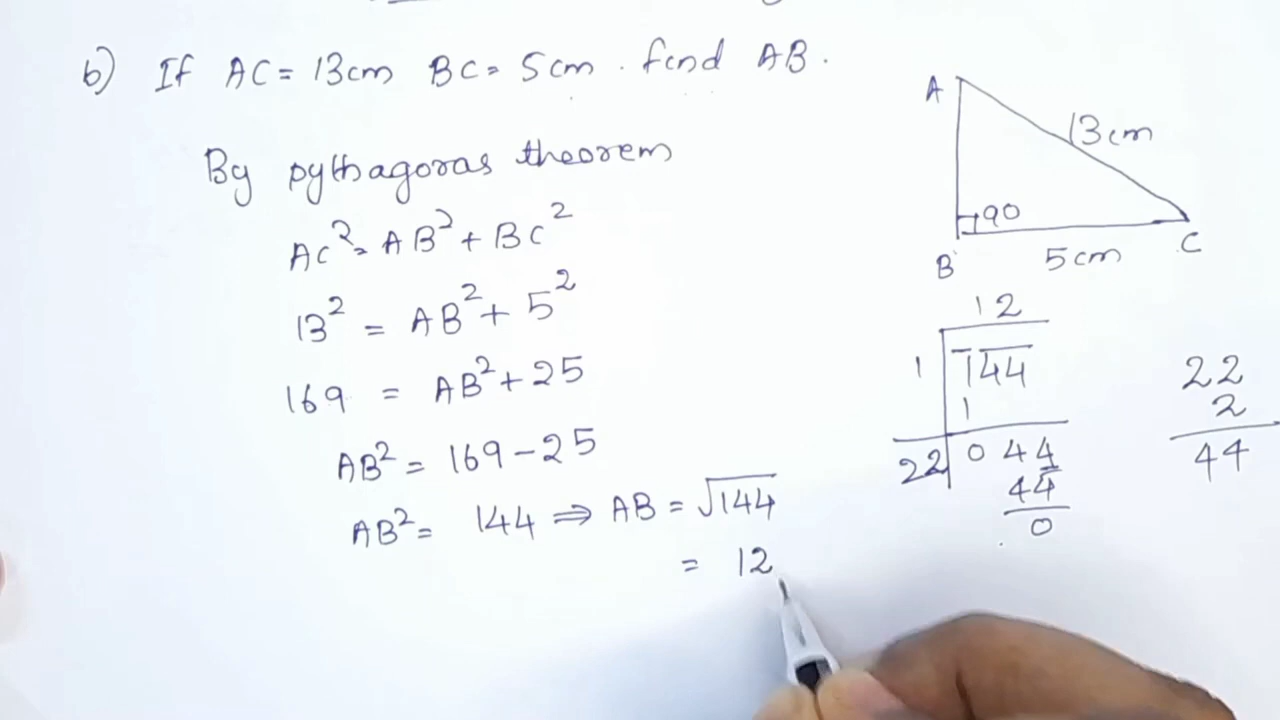 b) If AC = 13cm BC = 5cm. find AB.
By pythagoras theorem
AC² = AB² + BC²
13² = AB² + 5²
169 = AB² + 25
AB² = 169 - 25
AB² = 144 ⇒ AB = √144
= 12
A
13cm
90
B
5cm
C
12
1 144
1
22 044
44
0
22
2
44